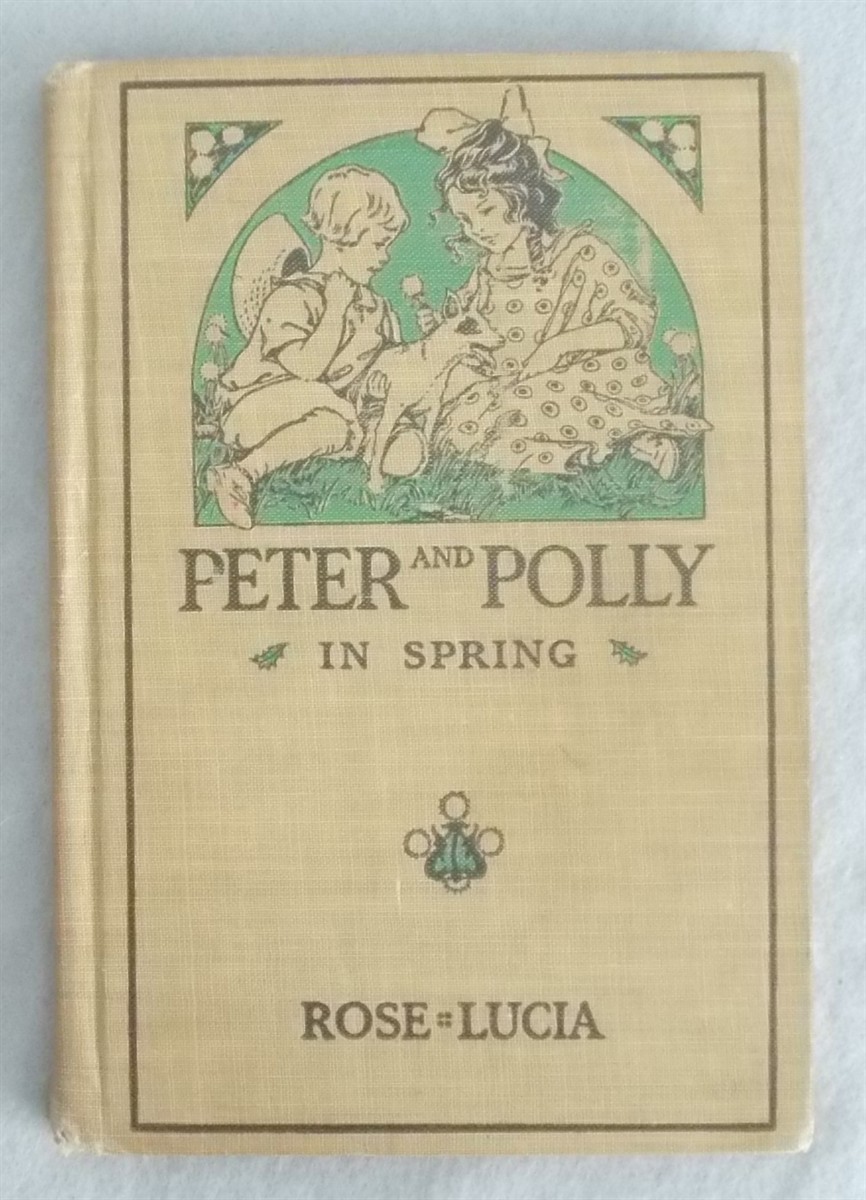 PETER AND POLLY
IN SPRING
ROSE LUCIA